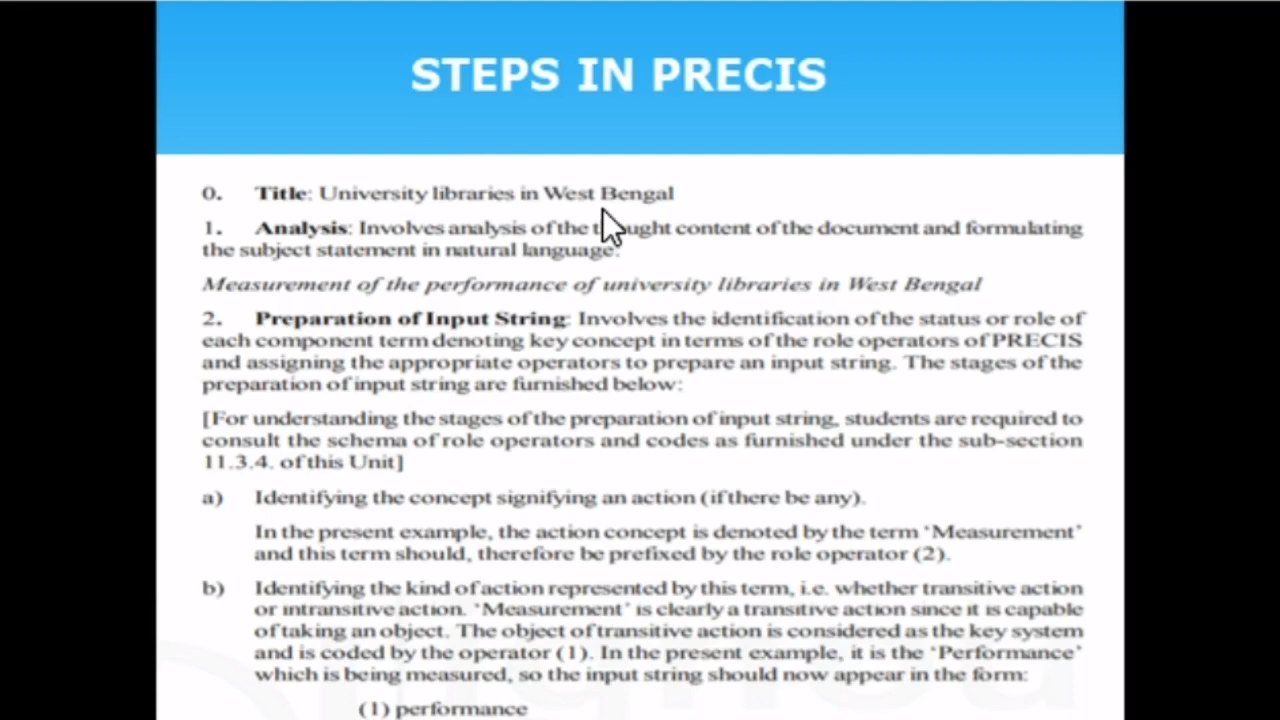 STEPS IN PRECIS
0. Title: University libraries in West Bengal
1. Analysis: Involves analysis of the thought content of the document and formulating
the subject statement in natural language.
Measurement of the performance of university libraries in West Bengal
2. Preparation of Input String: Involves the identification of the status or role of
each component term denoting key concept in terms of the role operators of PRECIS
and assigning the appropriate operators to prepare an input string. The stages of the
preparation of input string are furnished below:
[For understanding the stages of the preparation of input string, students are required to
consult the schema of role operators and codes as furnished under the sub-section
11.3.4. of this Unit]
a) Identifying the concept signifying an action (if there be any).
In the present example, the action concept is denoted by the term ‘Measurement’
and this term should, therefore be prefixed by the role operator (2).
b) Identifying the kind of action represented by this term, i.e. whether transitive action
or intransitive action. ‘Measurement’ is clearly a transitive action since it is capable
of taking an object. The object of transitive action is considered as the key system
and is coded by the operator (1). In the present example, it is the ‘Performance’
which is being measured, so the input string should now appear in the form:
(1) performance